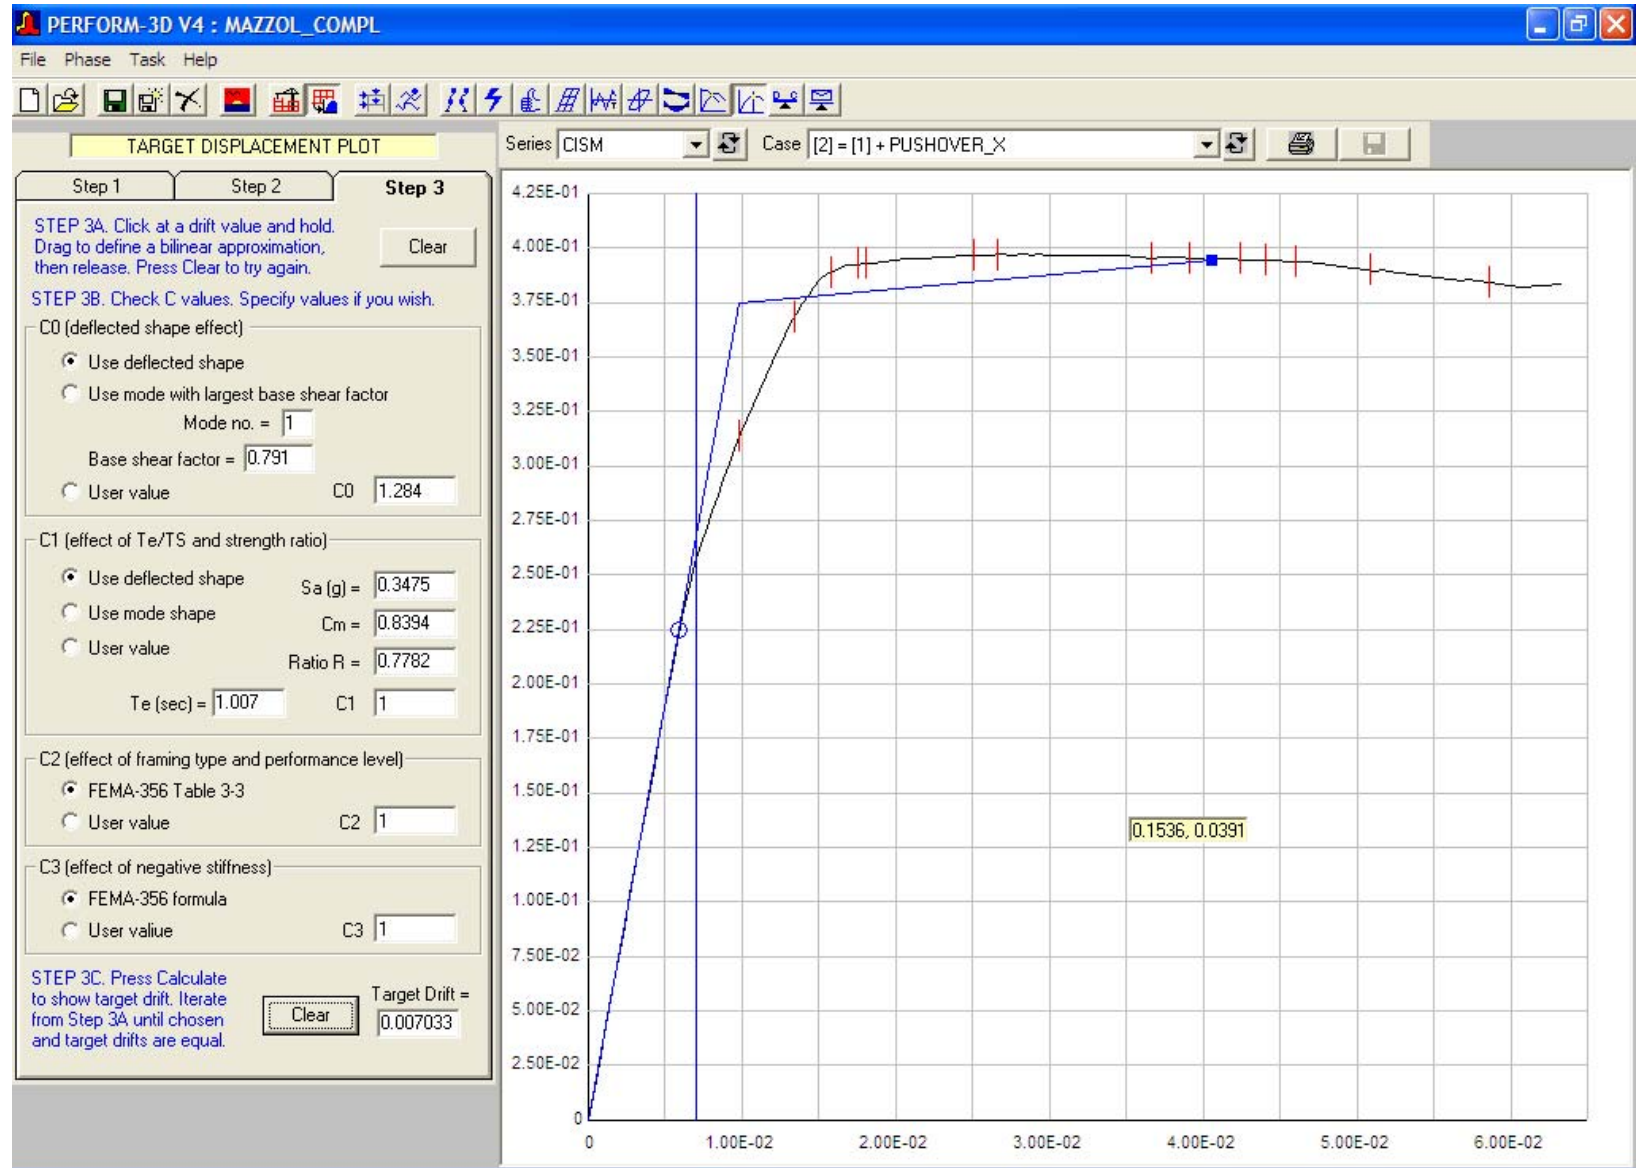 PERFORM-3D V4 : MAZZOL_COMPL
File Phase Task Help
TARGET DISPLACEMENT PLOT
Series CISM Case [2] = [1] + PUSHOVER_X
Step 1 Step 2 Step 3
STEP 3A. Click at a drift value and hold.
Drag to define a bilinear approximation,
then release. Press Clear to try again.
Clear
STEP 3B. Check C values. Specify values if you wish.
C0 (deflected shape effect)
Use deflected shape
Use mode with largest base shear factor
Mode no. = 1
Base shear factor = 0.791
User value C0 1.284
C1 (effect of Te/TS and strength ratio)
Use deflected shape Sa (g) = 0.3475
Use mode shape Cm = 0.8394
User value Ratio R = 0.7782
Te (sec) = 1.007 C1 1
C2 (effect of framing type and performance level)
FEMA-356 Table 3-3
User value C2 1
C3 (effect of negative stiffness)
FEMA-356 formula
User valiue C3 1
STEP 3C. Press Calculate
to show target drift. Iterate
from Step 3A until chosen
and target drifts are equal.
Clear
Target Drift =
0.007033
4.25E-01
4.00E-01
3.75E-01
3.50E-01
3.25E-01
3.00E-01
2.75E-01
2.50E-01
2.25E-01
2.00E-01
1.75E-01
1.50E-01
1.25E-01
1.00E-01
7.50E-02
5.00E-02
2.50E-02
0
0.1536, 0.0391
0 1.00E-02 2.00E-02 3.00E-02 4.00E-02 5.00E-02 6.00E-02